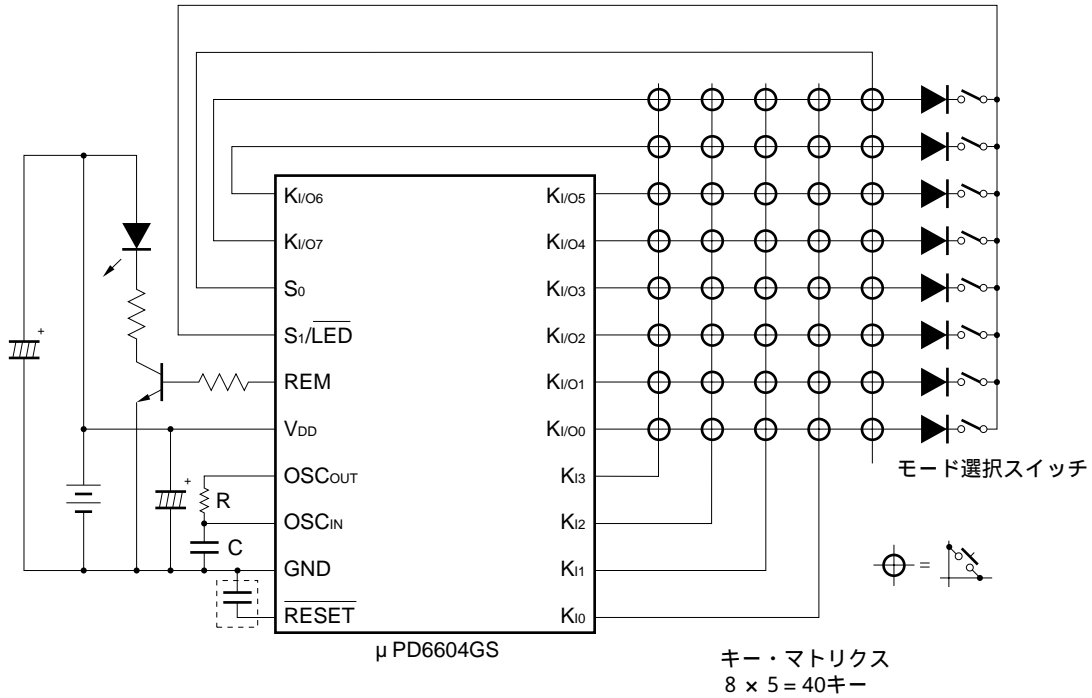 KI/O6
KI/O7
S0
S1/LED
REM
VDD
OSCOUT
OSCIN
GND
RESET
KI/O5
KI/O4
KI/O3
KI/O2
KI/O1
KI/O0
KI3
KI2
KI1
KI0
+
+
R
C
μPD6604GS
モード選択スイッチ
=
キー・マトリクス
8 × 5 = 40キー